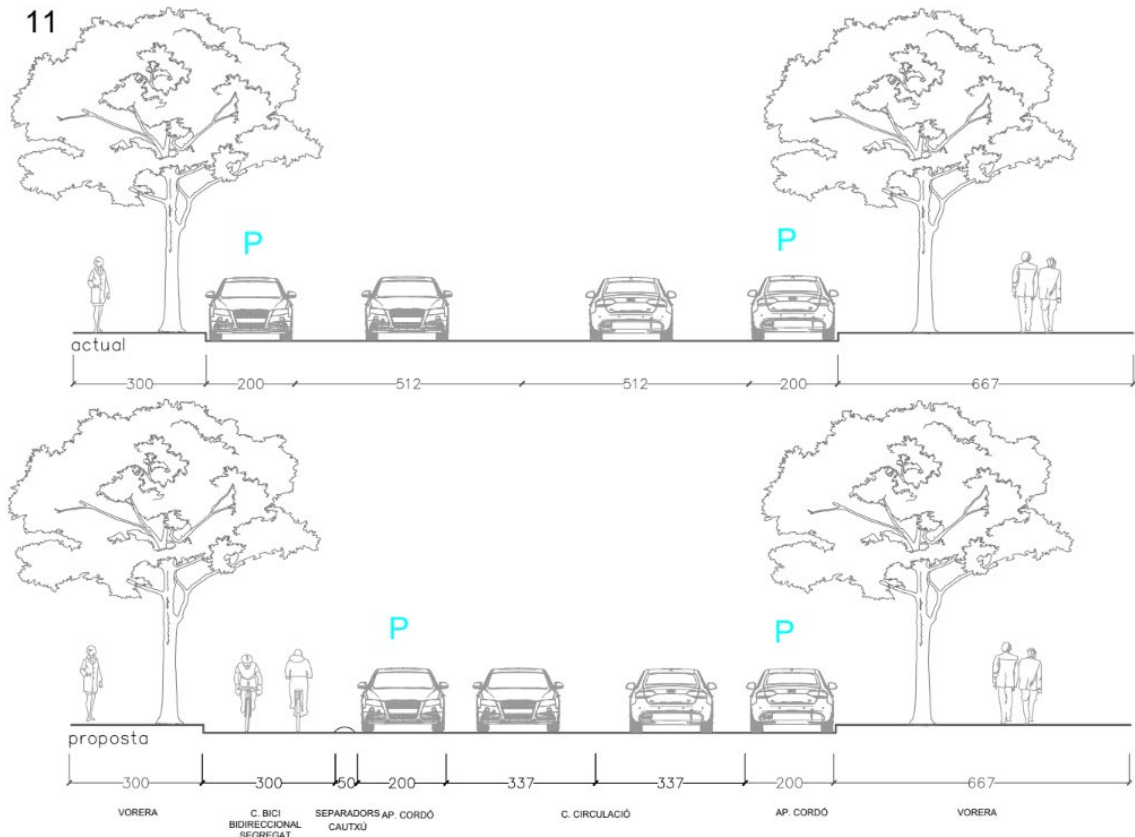 11
P P
actual
300 200 512 512 200 667
P P
proposta
300 300 50 200 337 337 200 667
VORERA C. BICI SEPARADORS AP. CORDÓ C. CIRCULACIÓ AP. CORDÓ VORERA
BIDIRECCIONAL CAUTXÚ
SEGREGAT